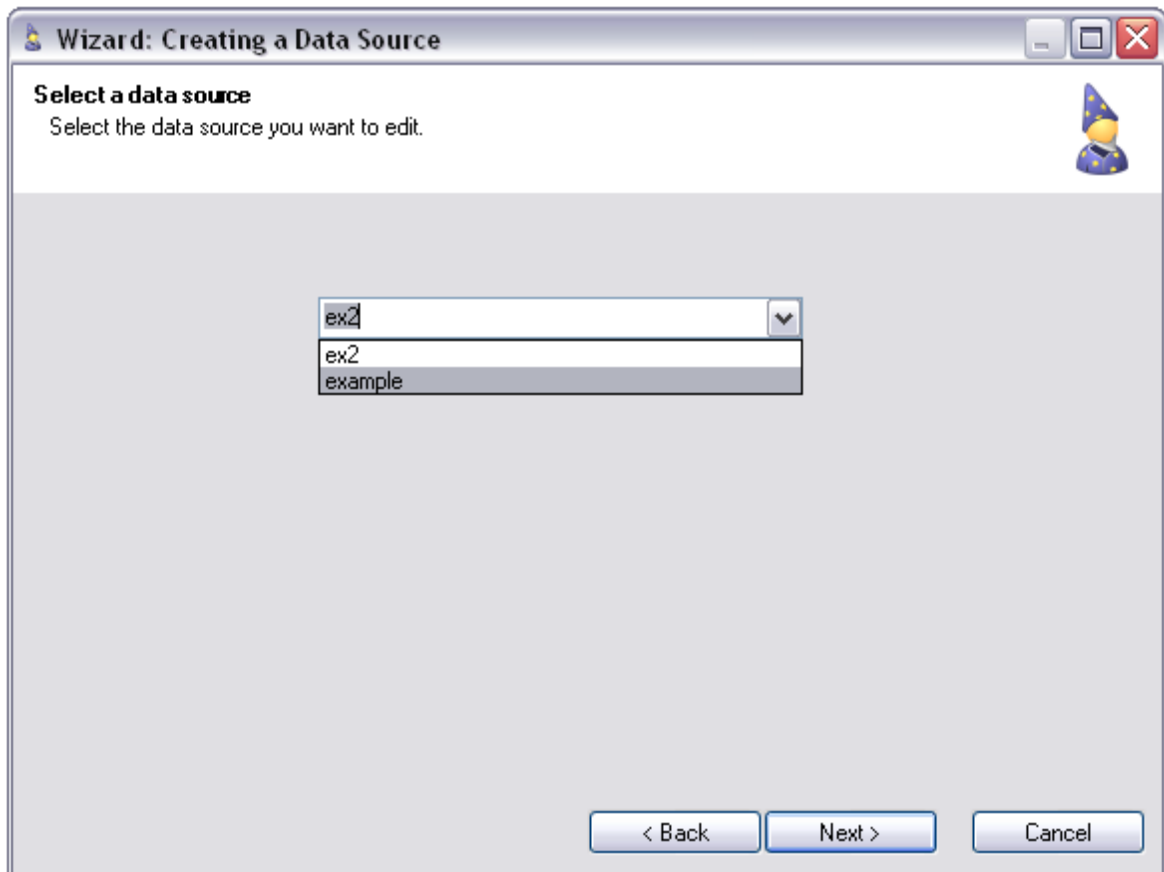 Wizard: Creating a Data Source
Select a data source
Select the data source you want to edit.
ex2
ex2
example
< Back Next > Cancel